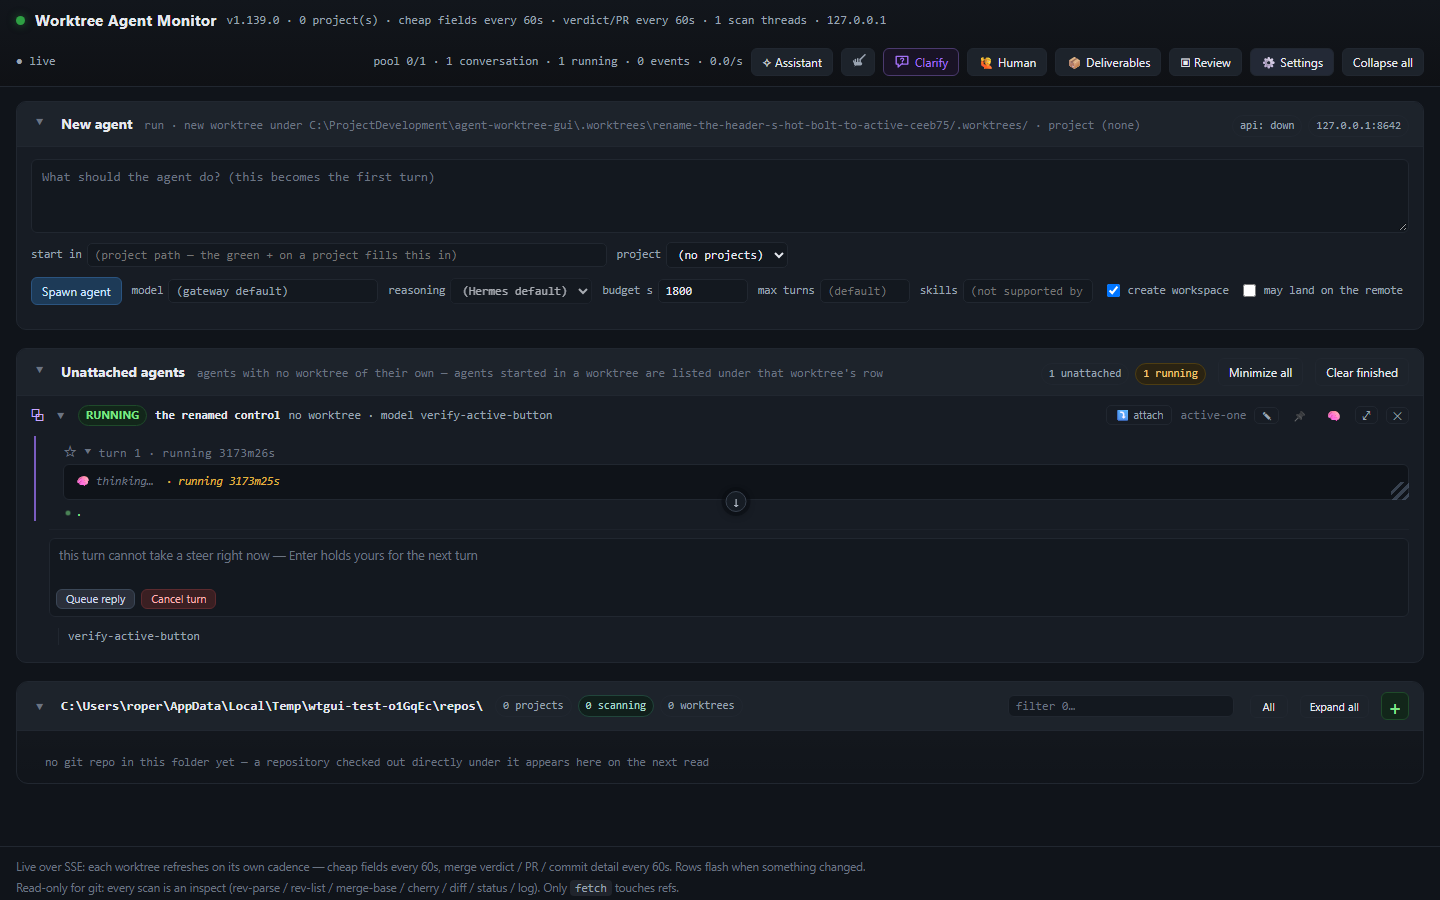 Worktree Agent Monitor v1.139.0 · 0 project(s) · cheap fields every 60s · verdict/PR every 60s · 1 scan threads · 127.0.0.1
live pool 0/1 · 1 conversation · 1 running · 0 events · 0.0/s Assistant Clarify Human Deliverables Review Settings Collapse all
New agent run · new worktree under C:\ProjectDevelopment\agent-worktree-gui\.worktrees\rename-the-header-s-hot-bolt-to-active-ceeb75/.worktrees/ · project (none) api: down 127.0.0.1:8642
What should the agent do? (this becomes the first turn)
start in (project path — the green + on a project fills this in) project (no projects)
Spawn agent model (gateway default) reasoning (Hermes default) budget s 1800 max turns (default) skills (not supported by create workspace may land on the remote
Unattached agents agents with no worktree of their own — agents started in a worktree are listed under that worktree's row 1 unattached 1 running Minimize all Clear finished
RUNNING the renamed control no worktree · model verify-active-button attach active-one
turn 1 · running 3173m26s
thinking… · running 3173m25s
.
this turn cannot take a steer right now — Enter holds yours for the next turn
Queue reply Cancel turn
verify-active-button
C:\Users\roper\AppData\Local\Temp\wtgui-test-o1GqEc\repos\ 0 projects 0 scanning 0 worktrees filter 0… All Expand all +
no git repo in this folder yet — a repository checked out directly under it appears here on the next read
Live over SSE: each worktree refreshes on its own cadence — cheap fields every 60s, merge verdict / PR / commit detail every 60s. Rows flash when something changed.
Read-only for git: every scan is an inspect (rev-parse / rev-list / merge-base / cherry / diff / status / log). Only fetch touches refs.